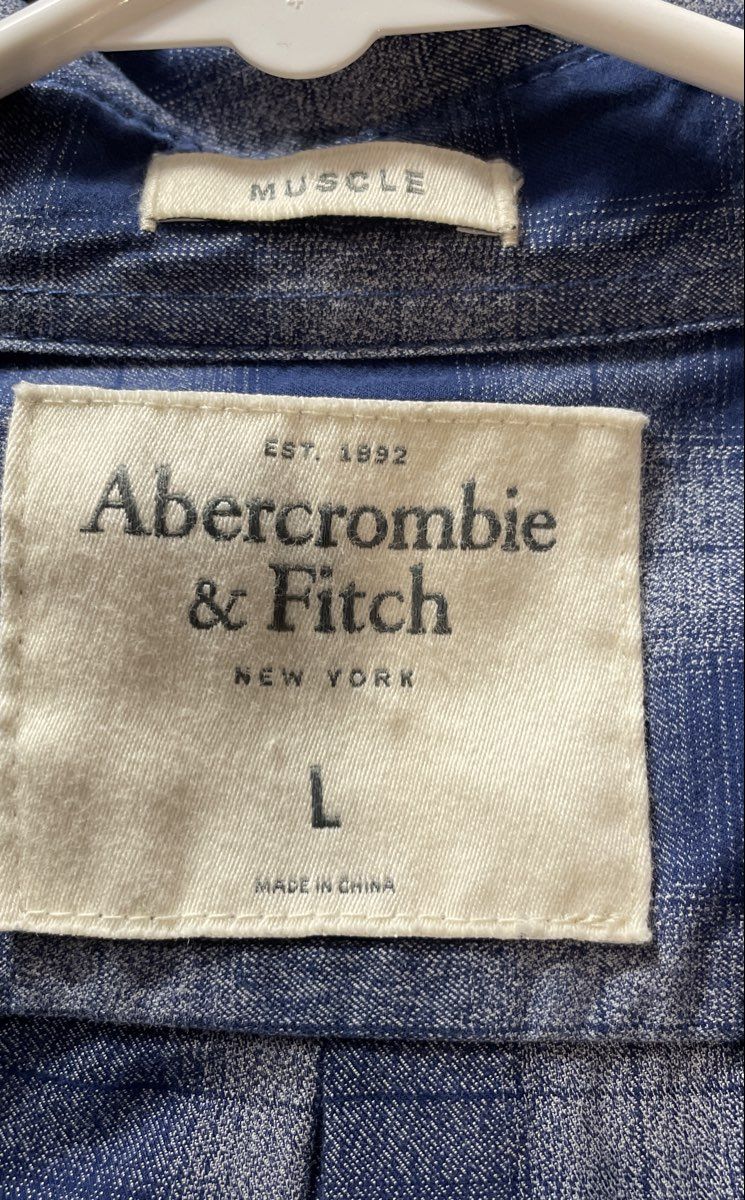 MUSCLE
EST. 1892
Abercrombie
& Fitch
NEW YORK
L
MADE IN CHINA